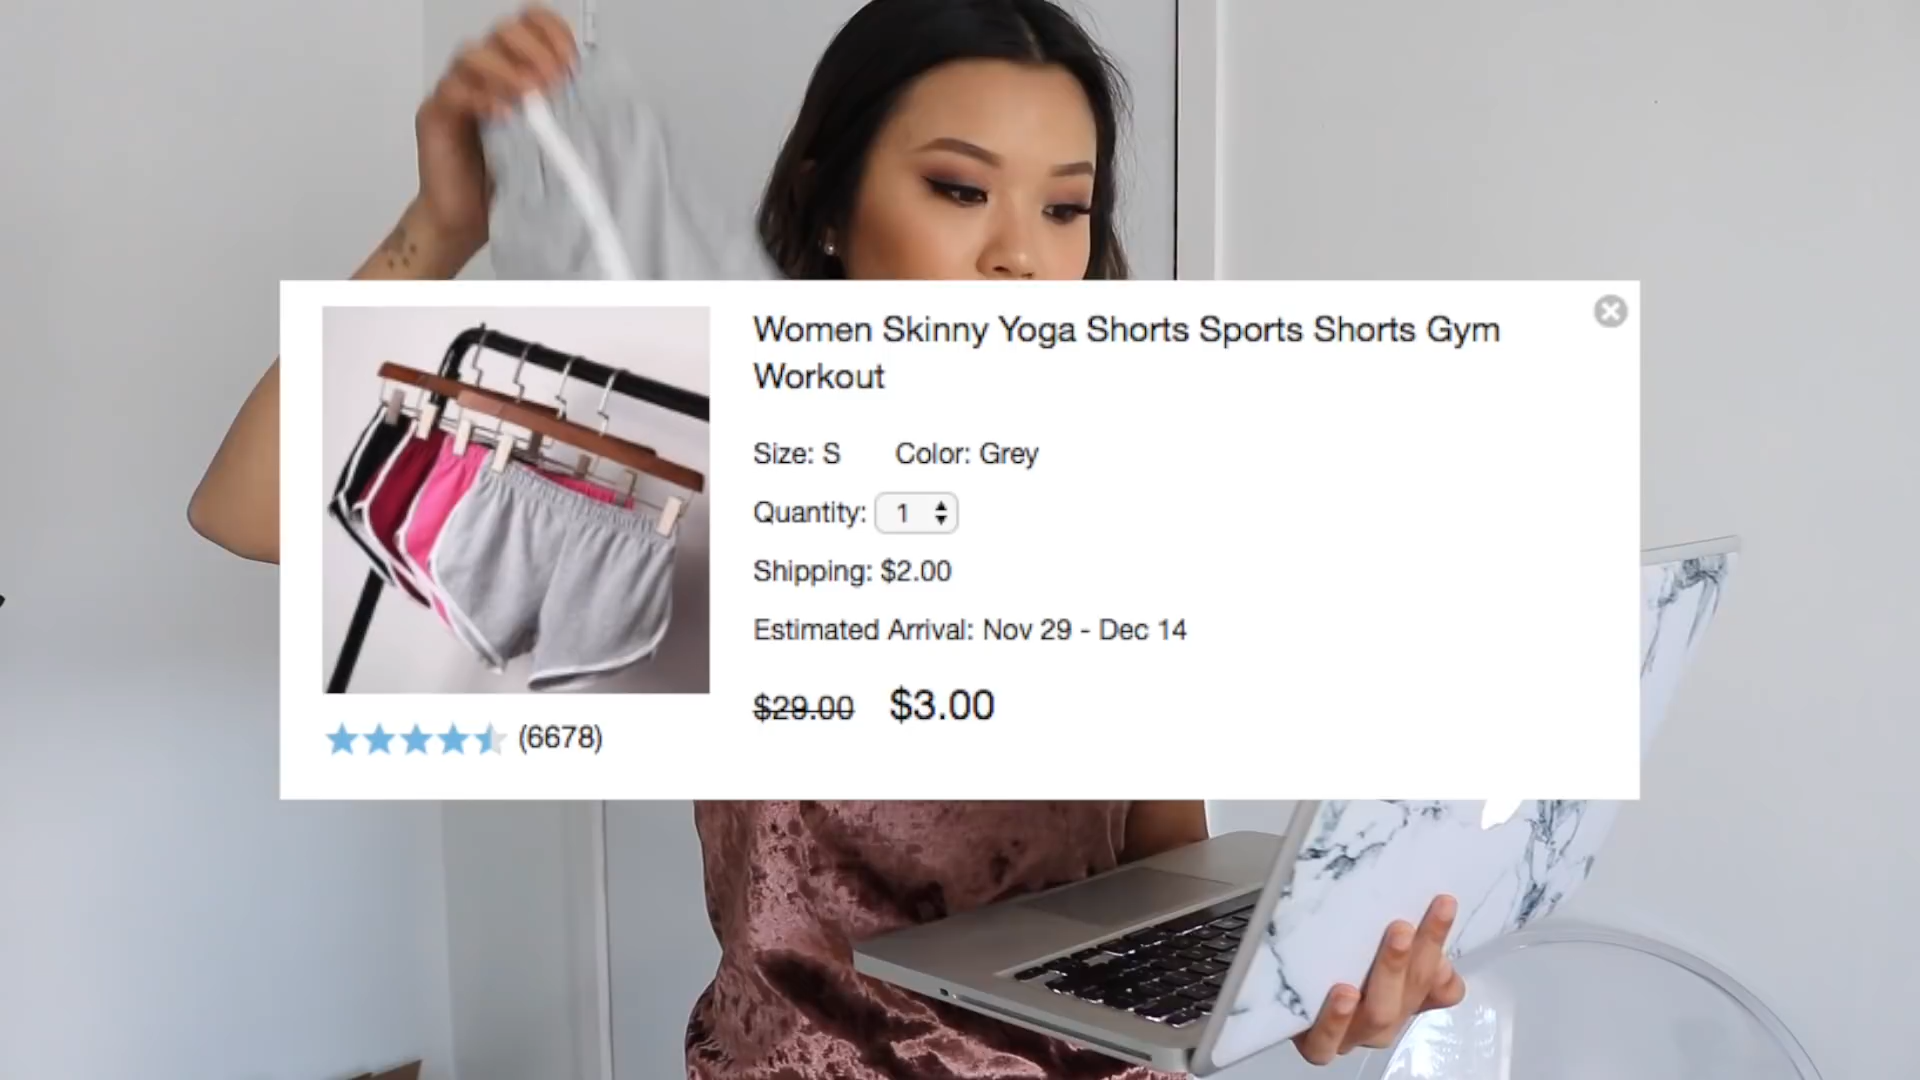 Women Skinny Yoga Shorts Sports Shorts Gym
Workout
Size: S Color: Grey
Quantity: 1
Shipping: $2.00
Estimated Arrival: Nov 29 - Dec 14
$29.00 $3.00
(6678)